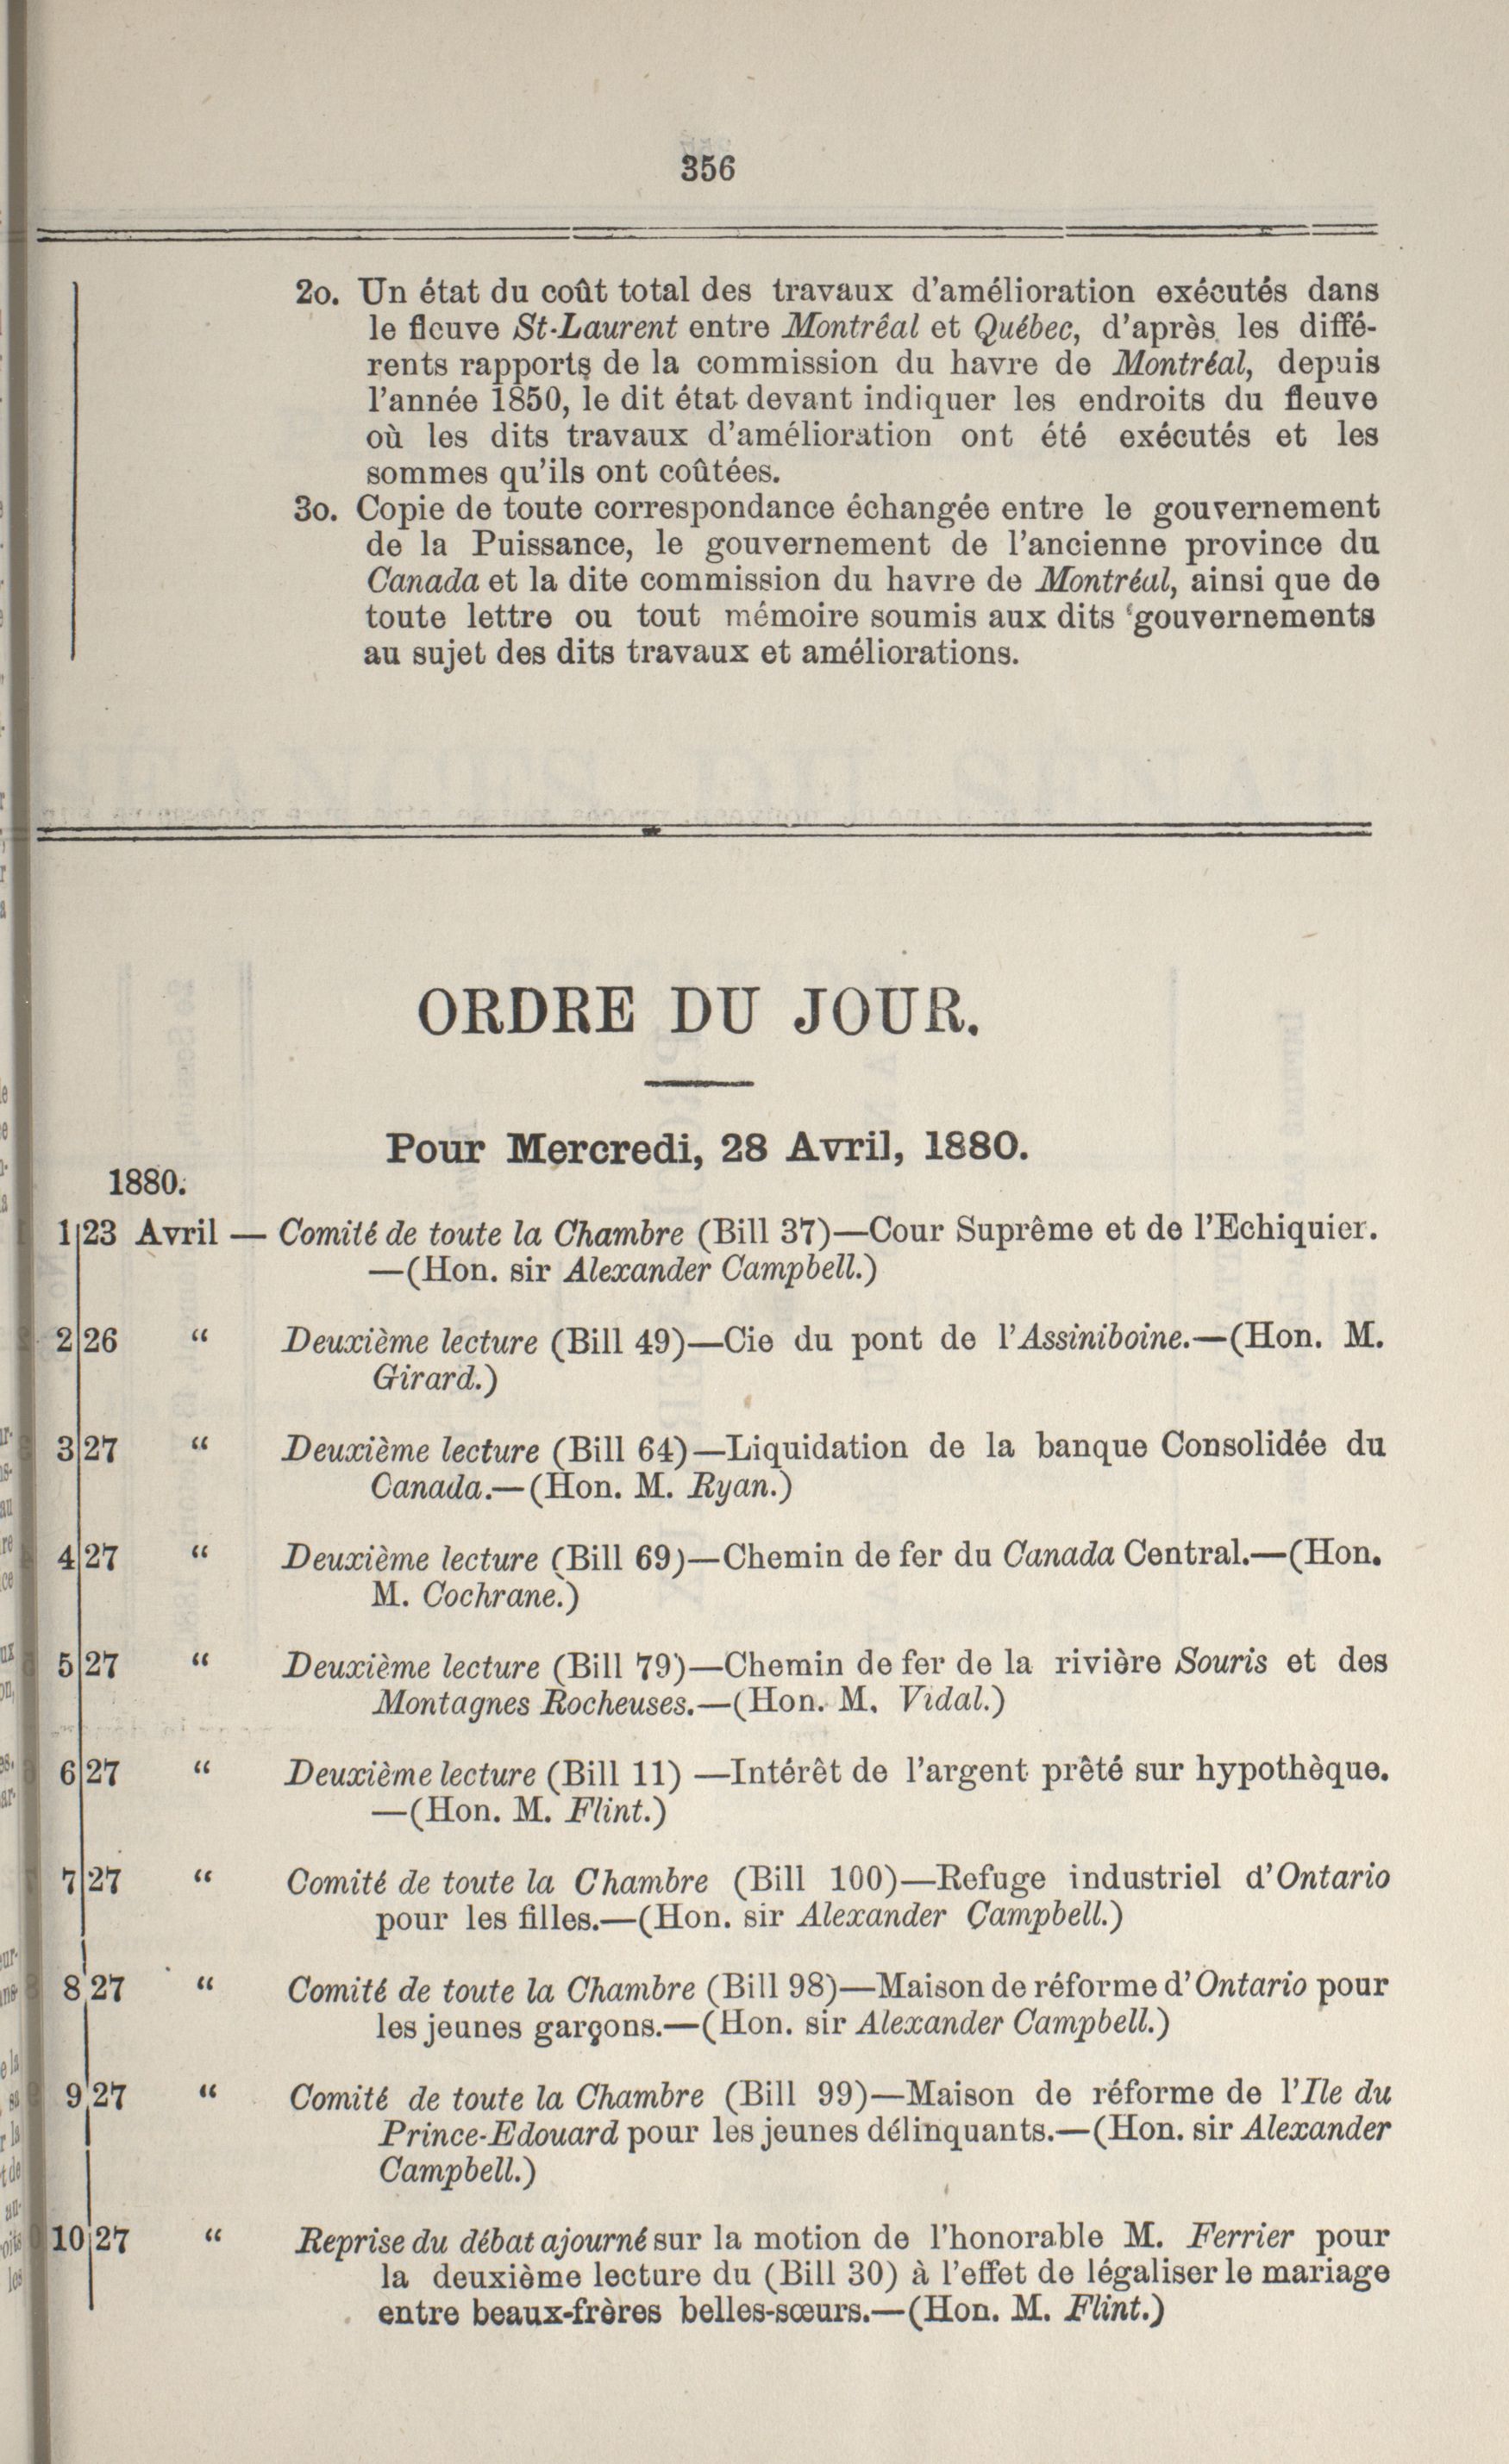 356
2o. Un état du coût total des travaux d'amélioration exécutés dans
le fleuve St-Laurent entre Montréal et Québec, d'après les diffé-
rents rapports de la commission du havre de Montréal, depuis
l'année 1850, le dit état devant indiquer les endroits du fleuve
où les dits travaux d'amélioration ont été exécutés et les
sommes qu'ils ont coûtées.
3o. Copie de toute correspondance échangée entre le gouvernement
de la Puissance, le gouvernement de l'ancienne province du
Canada et la dite commission du havre de Montréal, ainsi que de
toute lettre ou tout mémoire soumis aux dits 'gouvernements
au sujet des dits travaux et améliorations.
ORDRE DU JOUR.
Pour Mercredi, 28 Avril, 1880.
1880.
1|23 Avril — Comité de toute la Chambre (Bill 37)—Cour Suprême et de l'Echiquier.
—(Hon. sir Alexander Campbell.)
2|26 “ Deuxième lecture (Bill 49)—Cie du pont de l'Assiniboine.—(Hon. M.
Girard.)
3|27 “ Deuxième lecture (Bill 64)—Liquidation de la banque Consolidée du
Canada.—(Hon. M. Ryan.)
4|27 “ Deuxième lecture (Bill 69)—Chemin de fer du Canada Central.—(Hon.
M. Cochrane.)
5|27 “ Deuxième lecture (Bill 79)—Chemin de fer de la rivière Souris et des
Montagnes Rocheuses.—(Hon. M. Vidal.)
6|27 “ Deuxième lecture (Bill 11) —Intérêt de l'argent prêté sur hypothèque.
—(Hon. M. Flint.)
7|27 “ Comité de toute la Chambre (Bill 100)—Refuge industriel d'Ontario
pour les filles.—(Hon. sir Alexander Campbell.)
8|27 “ Comité de toute la Chambre (Bill 98)—Maison de réforme d'Ontario pour
les jeunes garçons.—(Hon. sir Alexander Campbell.)
9|27 “ Comité de toute la Chambre (Bill 99)—Maison de réforme de l'Ile du
Prince-Edouard pour les jeunes délinquants.—(Hon. sir Alexander
Campbell.)
10|27 “ Reprise du débat ajourné sur la motion de l'honorable M. Ferrier pour
la deuxième lecture du (Bill 30) à l'effet de légaliser le mariage
entre beaux-frères belles-sœurs.—(Hon. M. Flint.)